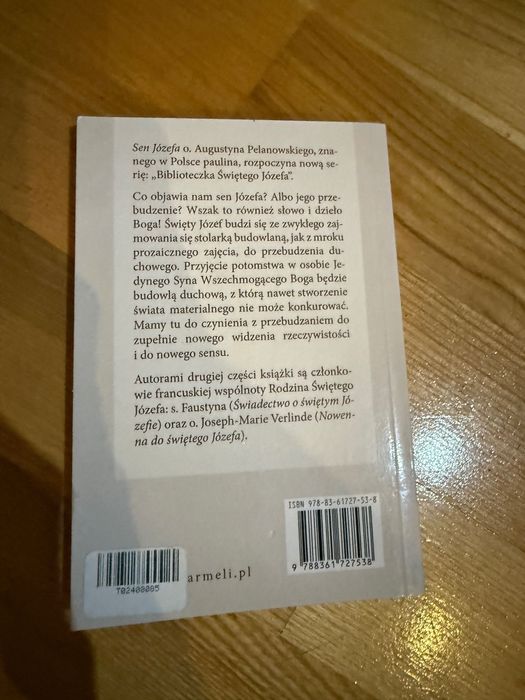 Sen Józefa o. Augustyna Pelanowskiego, zna-
nego w Polsce paulina, rozpoczyna nową se-
rię: „Biblioteczka Świętego Józefa”.
Co objawia nam sen Józefa? Albo jego prze-
budzenie? Wszak to również słowo i dzieło
Boga! Święty Józef budzi się ze zwykłego zaj-
mowania się stolarką budowlaną, jak z mroku
prozaicznego zajęcia, do przebudzenia du-
chowego. Przyjęcie potomstwa w osobie Je-
dynego Syna Wszechmogącego Boga będzie
budowlą duchową, z którą nawet stworzenie
świata materialnego nie może konkurować.
Mamy tu do czynienia z przebudzaniem do
zupełnie nowego widzenia rzeczywistości
i do nowego sensu.
Autorami drugiej części książki są członko-
wie francuskiej wspólnoty Rodzina Świętego
Józefa: s. Faustyna (Świadectwo o świętym Jó-
zefie) oraz o. Joseph-Marie Verlinde (Nowen-
na do świętego Józefa).
ISBN 978-83-61727-53-8
9 788361 727538
armeli.pl
T02408085